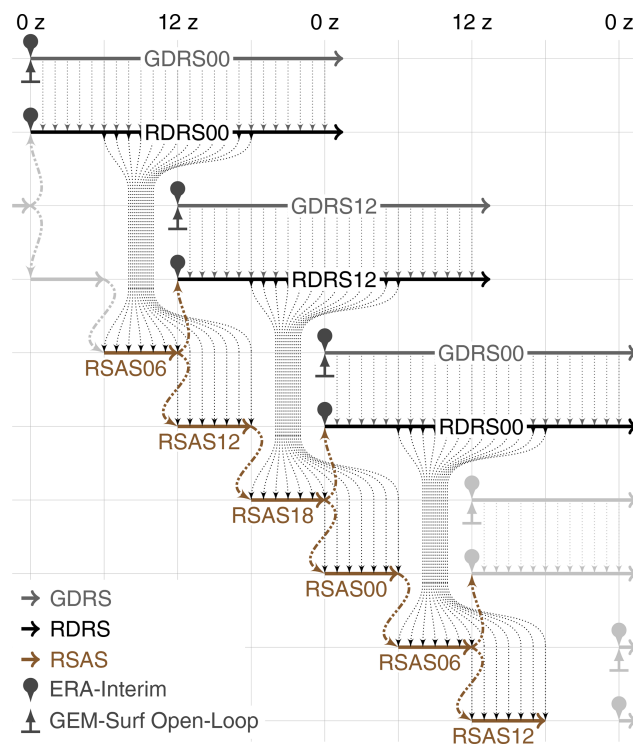 0 z 12 z 0 z 12 z 0 z
GDRS00
RDRS00
GDRS12
RDRS12
GDRS00
RSAS06
RDRS00
RSAS12
RSAS18
RSAS00
GDRS
RDRS
RSAS
RSAS06
ERA-Interim
GEM-Surf Open-Loop
RSAS12